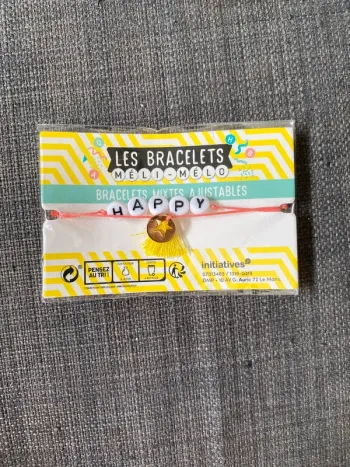 LES BRACELETS
MÉLI-MÉLO
BRACELETS MIXTES AJUSTABLES
HAPPY
PENSEZ
AU TRI !
initiatives